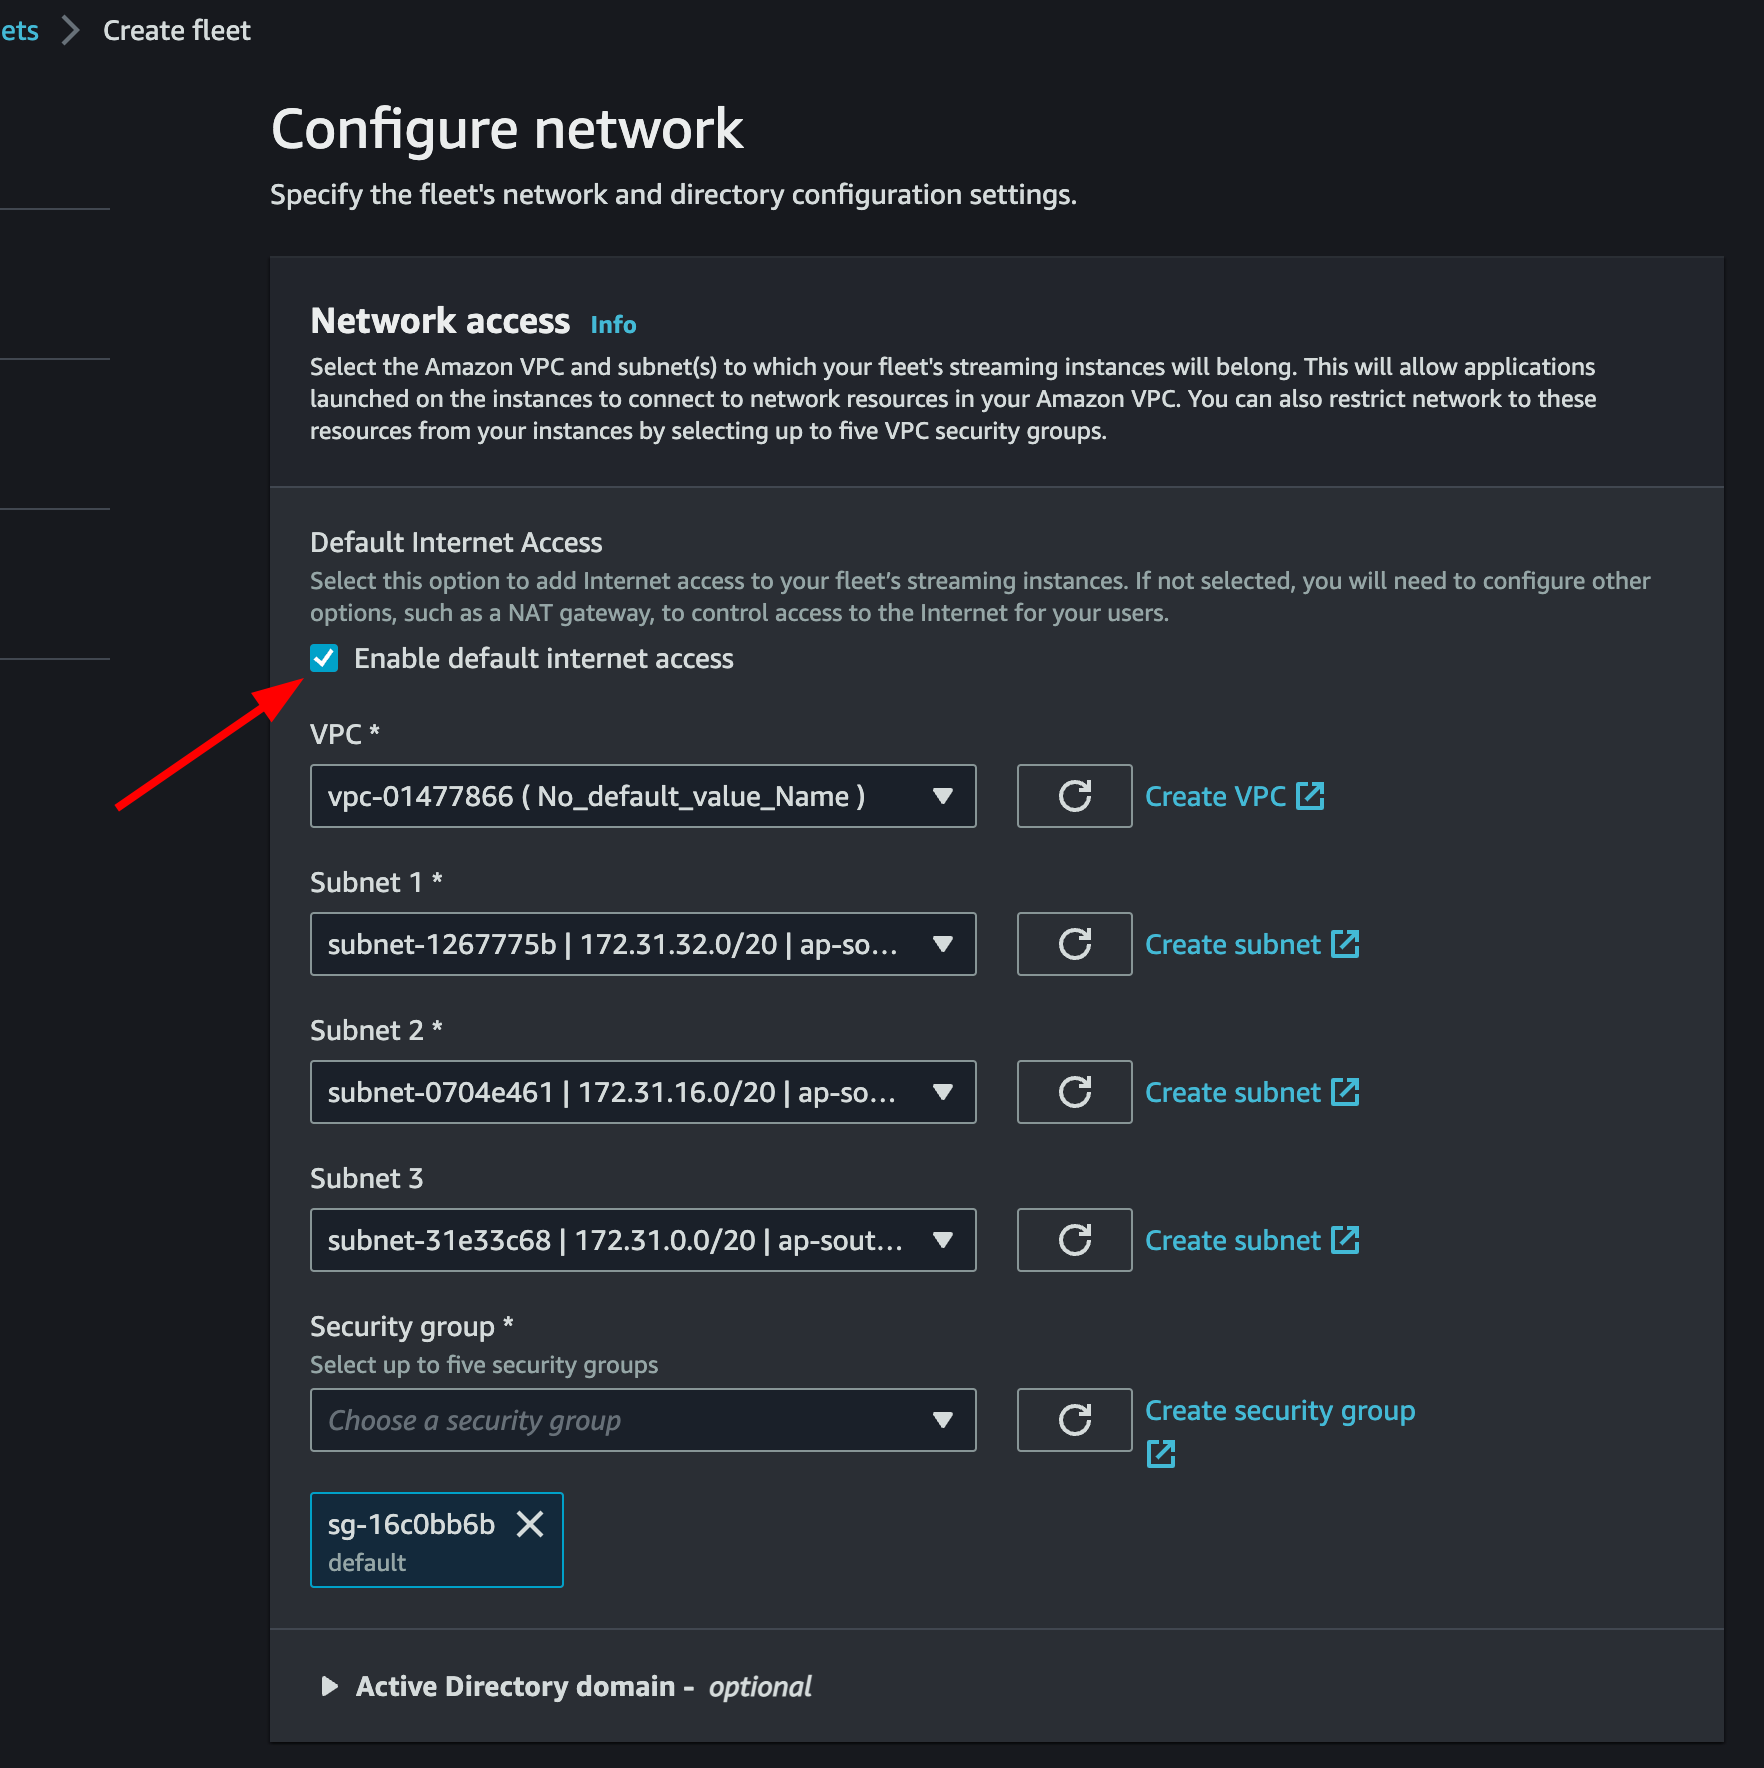 ets > Create fleet
Configure network
Specify the fleet's network and directory configuration settings.
Network access Info
Select the Amazon VPC and subnet(s) to which your fleet's streaming instances will belong. This will allow applications
launched on the instances to connect to network resources in your Amazon VPC. You can also restrict network to these
resources from your instances by selecting up to five VPC security groups.
Default Internet Access
Select this option to add Internet access to your fleet’s streaming instances. If not selected, you will need to configure other
options, such as a NAT gateway, to control access to the Internet for your users.
Enable default internet access
VPC *
vpc-01477866 ( No_default_value_Name )
Create VPC
Subnet 1 *
subnet-1267775b | 172.31.32.0/20 | ap-so...
Create subnet
Subnet 2 *
subnet-0704e461 | 172.31.16.0/20 | ap-so...
Create subnet
Subnet 3
subnet-31e33c68 | 172.31.0.0/20 | ap-sout...
Create subnet
Security group *
Select up to five security groups
Choose a security group
Create security group
sg-16c0bb6b
default
Active Directory domain - optional